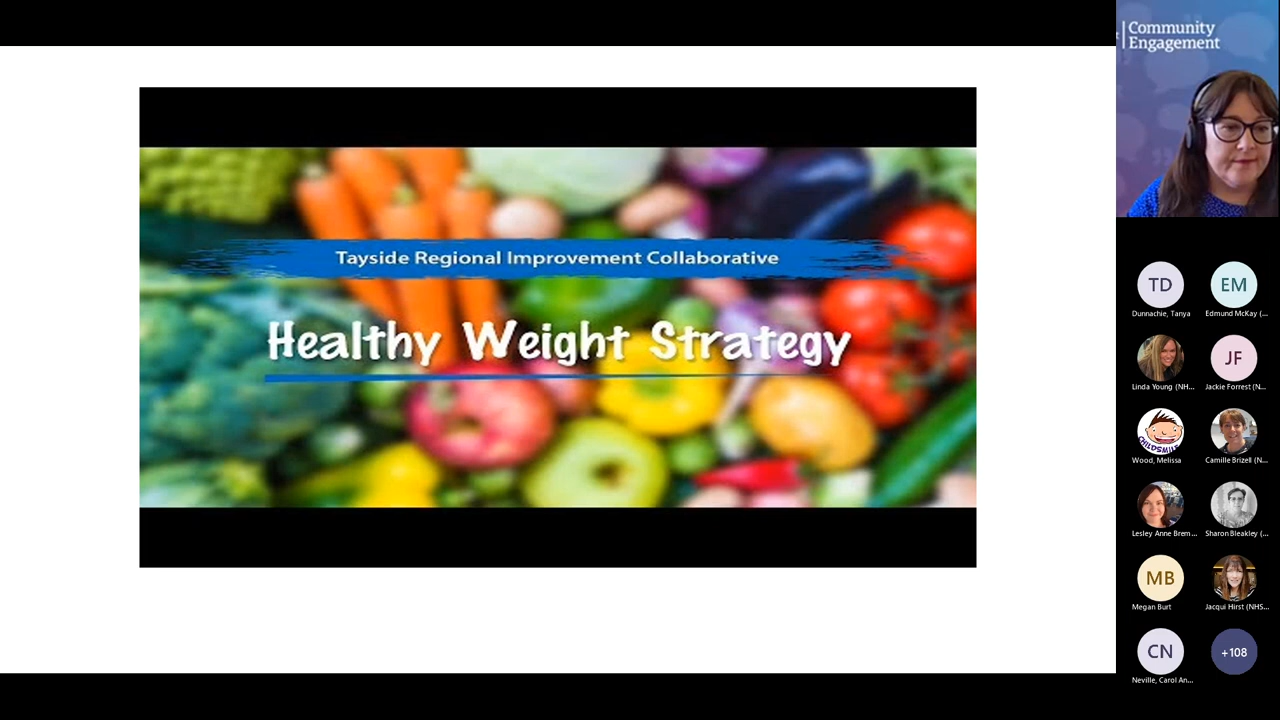 Community
Engagement
Tayside Regional Improvement Collaborative
Healthy Weight Strategy
TD
EM
Dunnachie, Tanya
Edmund McKay (...
JF
Linda Young (NH...
Jackie Forrest (N...
CHILDSMILE
Wood, Melissa
Camille Brizell (N...
Lesley Anne Brem...
Sharon Bleakley (...
MB
Megan Burt
Jacqui Hirst (NHS...
CN
+108
Neville, Carol An...